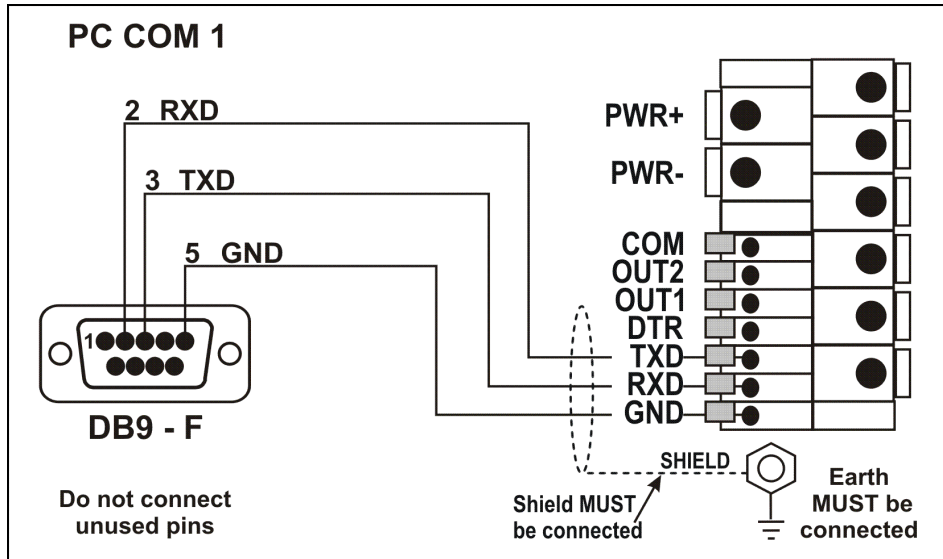 PC COM 1
2 RXD
3 TXD
5 GND
1
DB9 - F
Do not connect
unused pins
PWR+
PWR-
COM
OUT2
OUT1
DTR
TXD
RXD
GND
SHIELD
Shield MUST
be connected
Earth
MUST be
connected